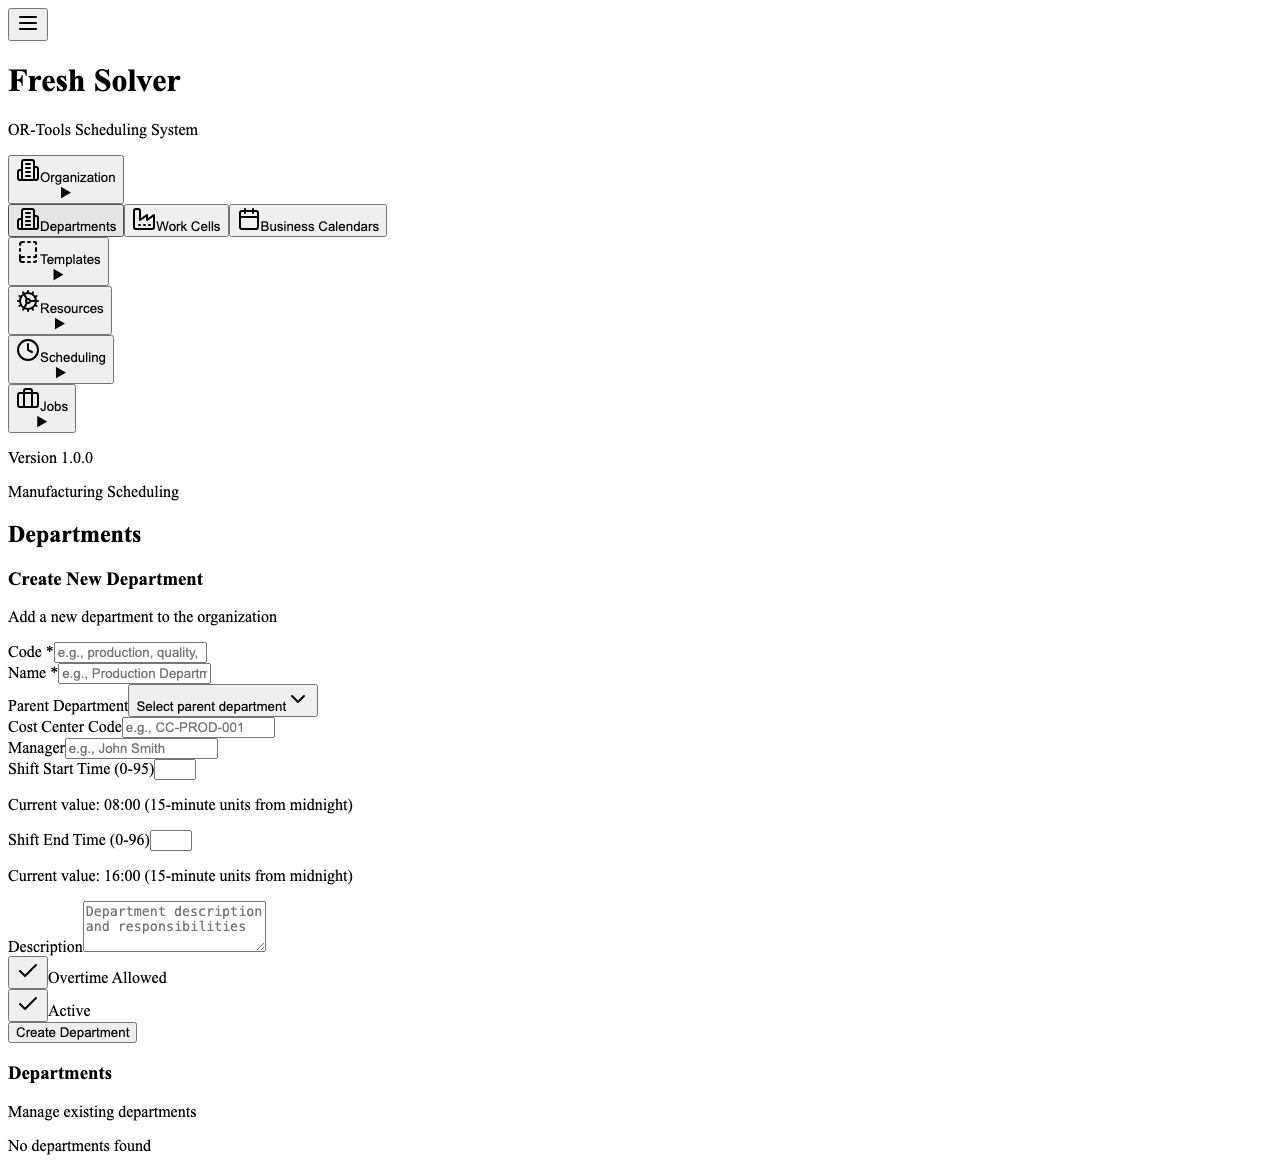 Fresh Solver
OR-Tools Scheduling System
Organization
Departments Work Cells Business Calendars
Templates
Resources
Scheduling
Jobs
Version 1.0.0
Manufacturing Scheduling
Departments
Create New Department
Add a new department to the organization
Code * e.g., production, quality,
Name * e.g., Production Departm
Parent Department Select parent department
Cost Center Code e.g., CC-PROD-001
Manager e.g., John Smith
Shift Start Time (0-95)
Current value: 08:00 (15-minute units from midnight)
Shift End Time (0-96)
Current value: 16:00 (15-minute units from midnight)
Department description
and responsibilities
Description
Overtime Allowed
Active
Create Department
Departments
Manage existing departments
No departments found